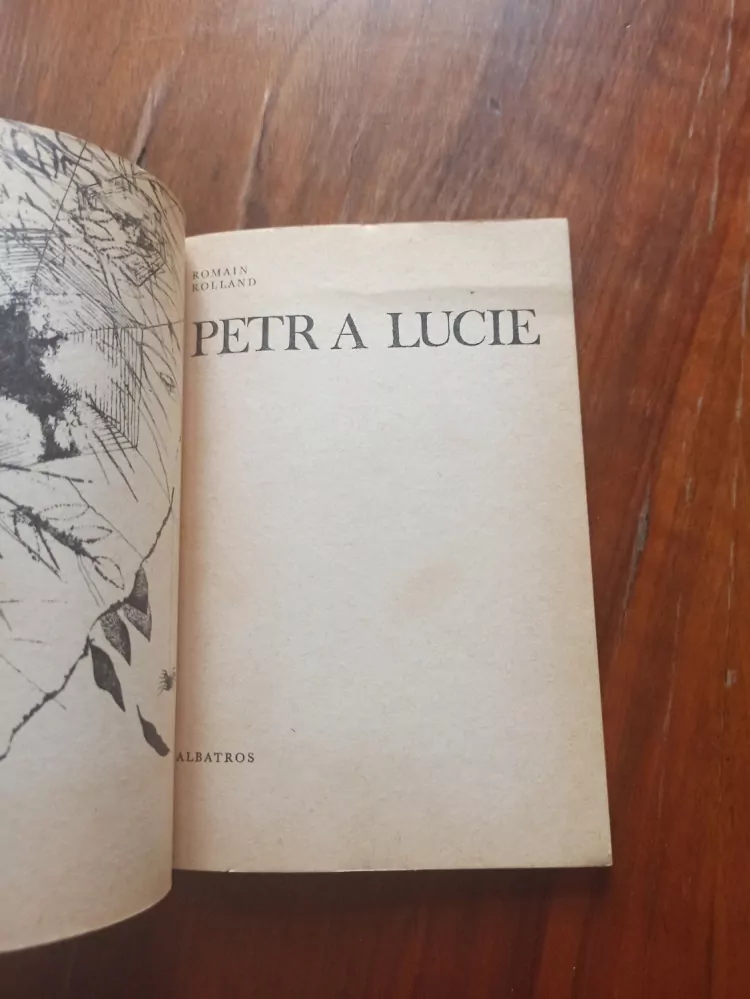 ROMAIN
ROLLAND
PETR A LUCIE
ALBATROS